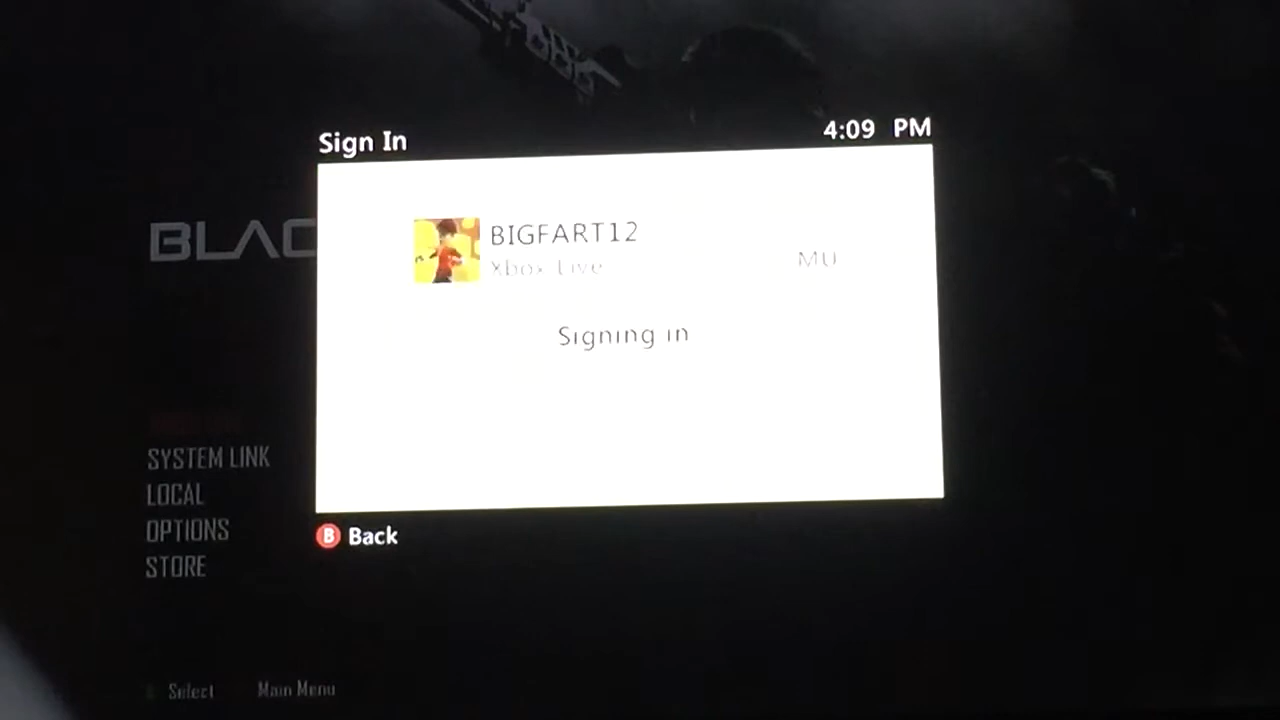 Sign In
4:09 PM
BLAC
BIGFART12
Xbox Live
MU
Signing in
SYSTEM LINK
LOCAL
OPTIONS
STORE
B Back
Select
Main Menu